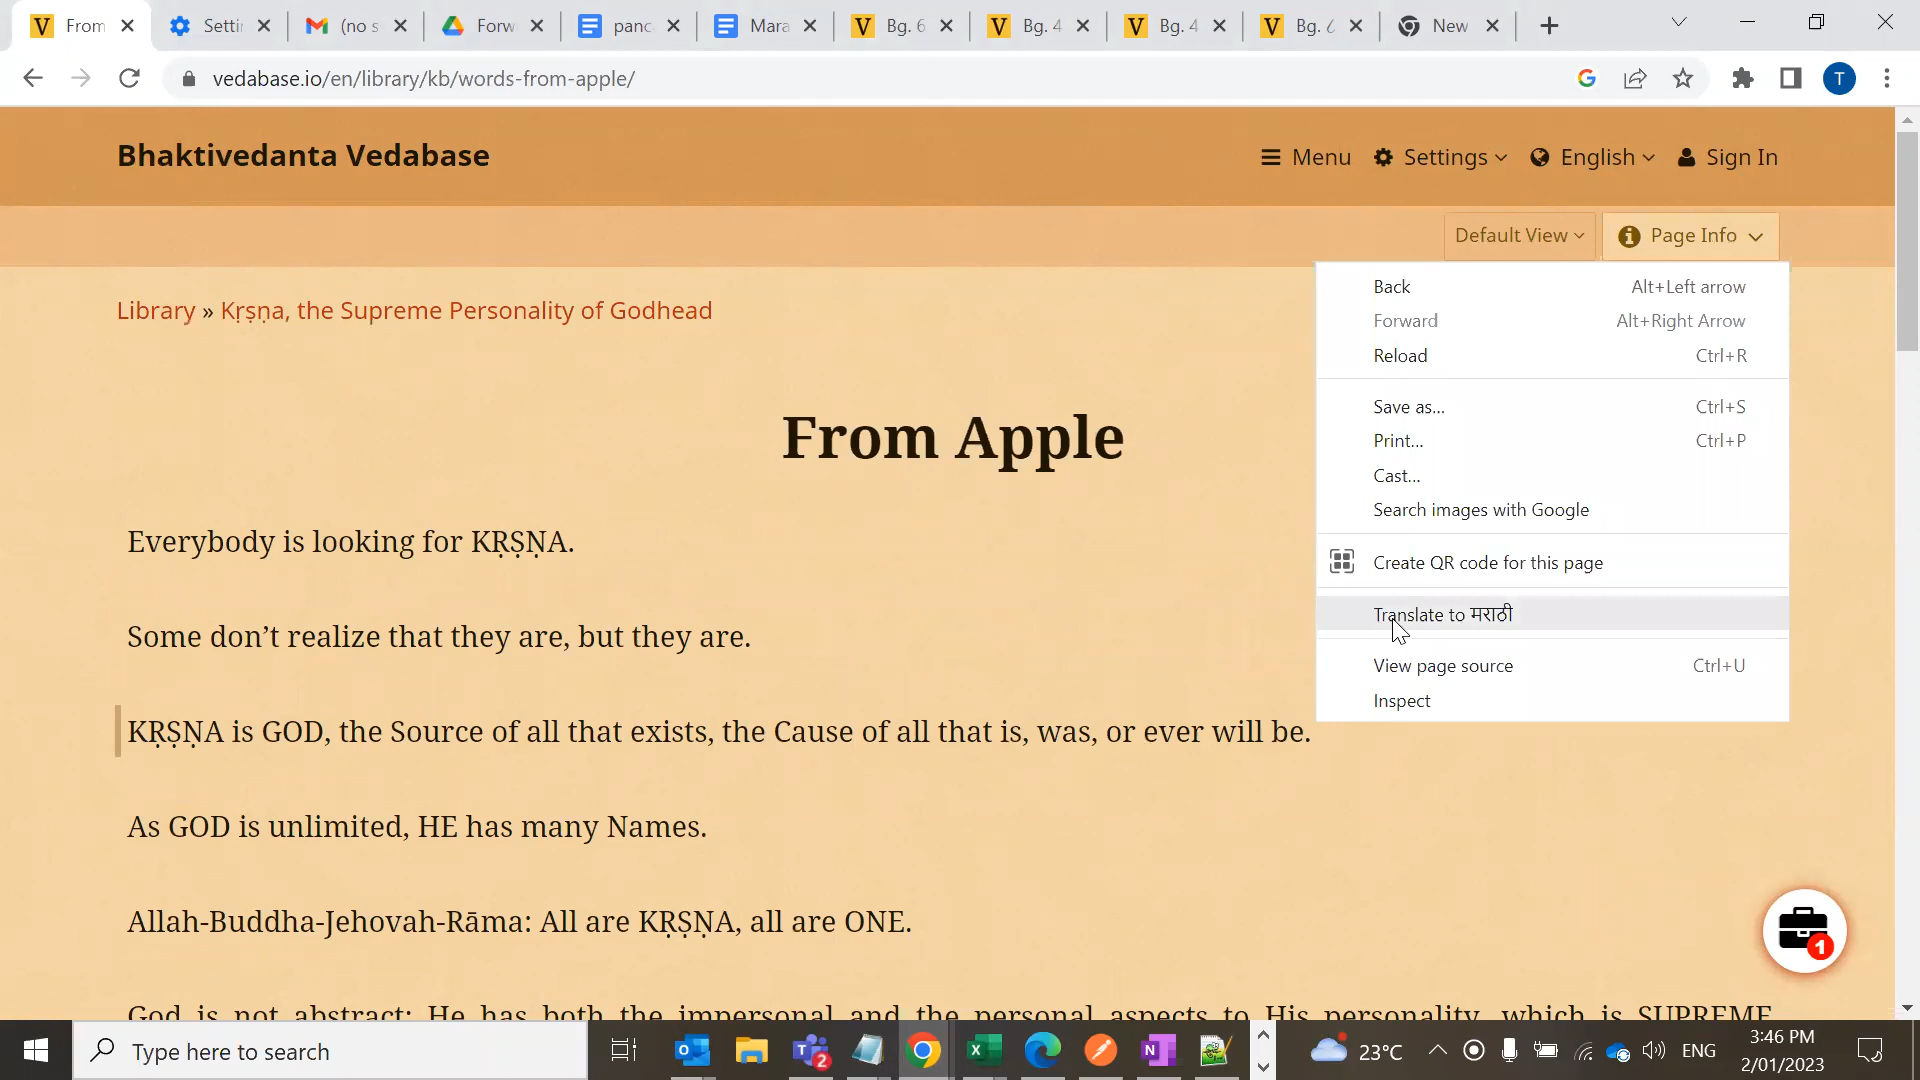 From
Settin
(no s
Forw
panc
Mara
Bg. 6
Bg. 4
Bg. 4
Bg. 6
New
vedabase.io/en/library/kb/words-from-apple/
T
Bhaktivedanta Vedabase
Menu
Settings
English
Sign In
Default View
Page Info
Library » Kṛṣṇa, the Supreme Personality of Godhead
From Apple
Everybody is looking for KṚṢṆA.
Some don’t realize that they are, but they are.
KṚṢṆA is GOD, the Source of all that exists, the Cause of all that is, was, or ever will be.
As GOD is unlimited, HE has many Names.
Allah-Buddha-Jehovah-Rāma: All are KṚṢṆA, all are ONE.
God is not abstract; He has both the impersonal and the personal aspects to His personality, which is SUPREME,
Back Alt+Left arrow
Forward Alt+Right Arrow
Reload Ctrl+R
Save as... Ctrl+S
Print... Ctrl+P
Cast...
Search images with Google
Create QR code for this page
Translate to मराठी
View page source Ctrl+U
Inspect
1
Type here to search
2
23°C
ENG
3:46 PM
2/01/2023